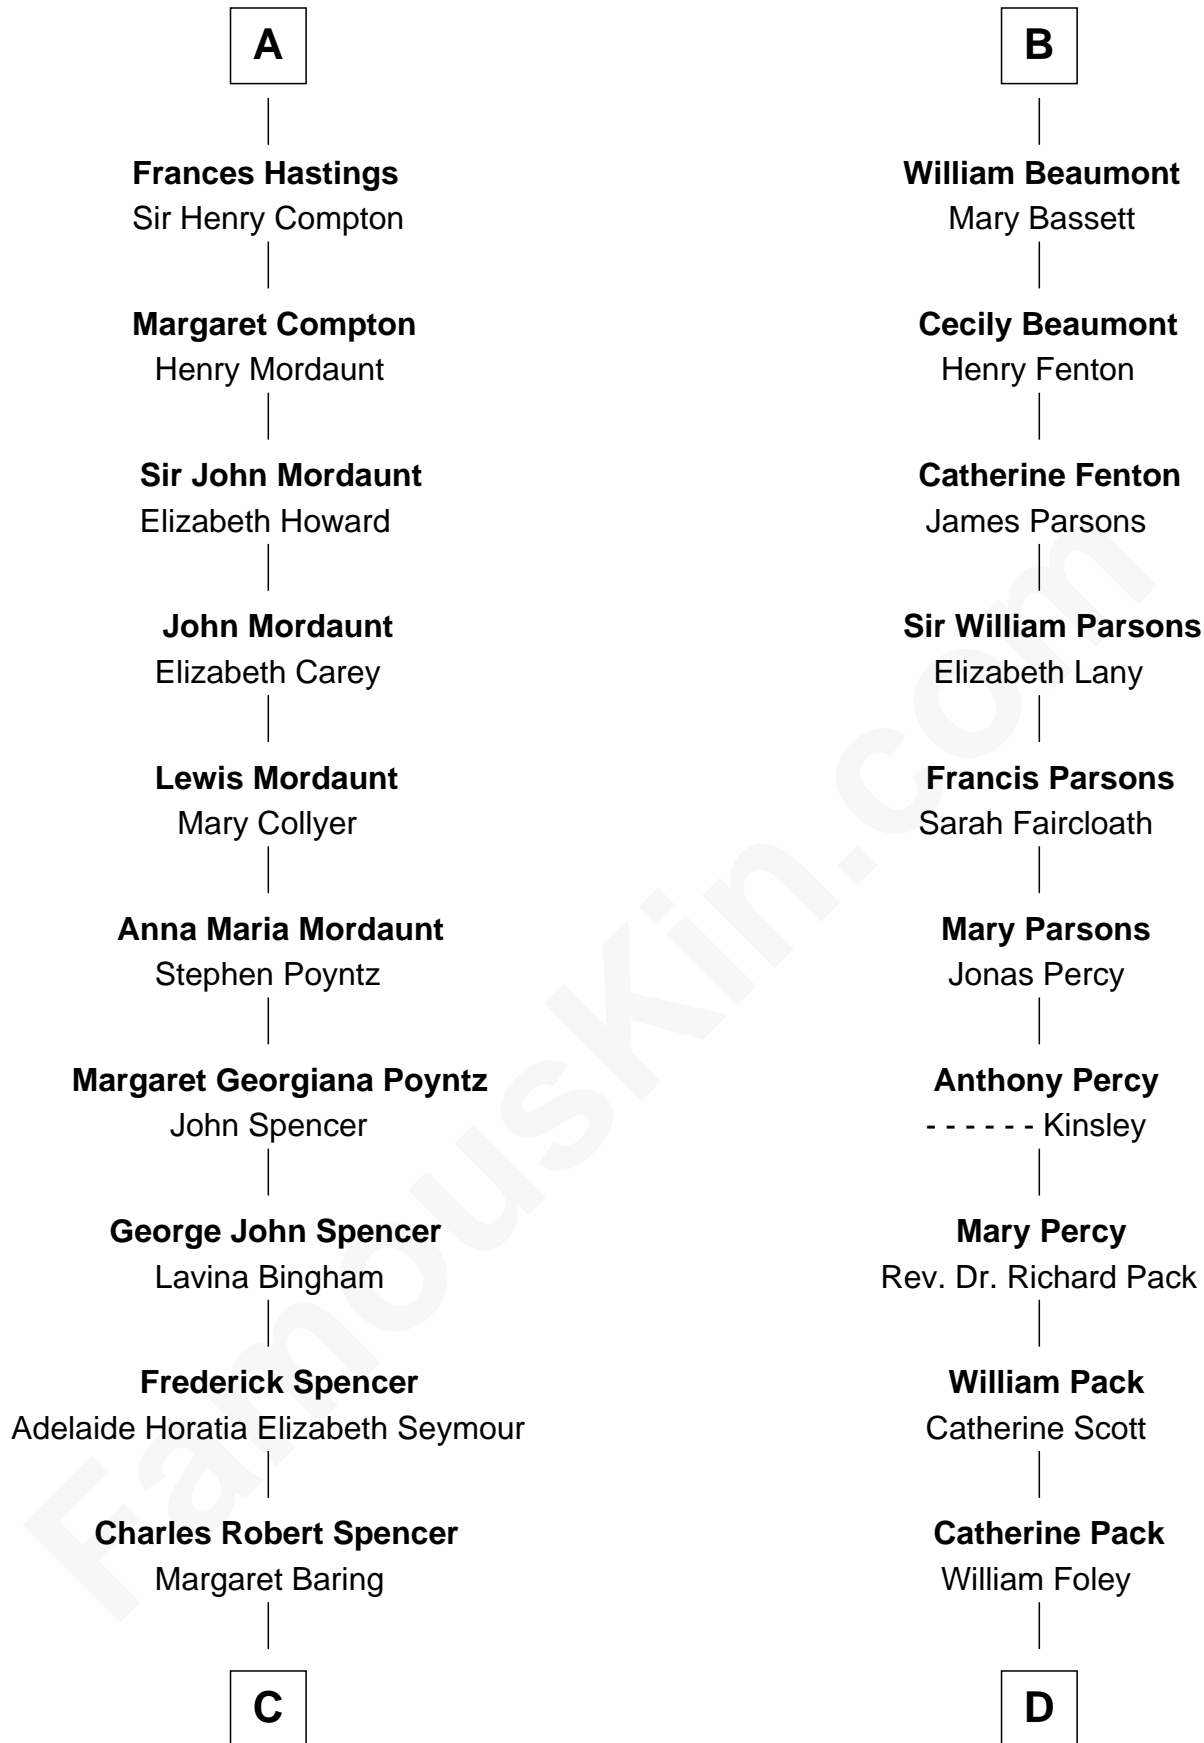 A
Frances Hastings
Sir Henry Compton
Margaret Compton
Henry Mordaunt
Sir John Mordaunt
Elizabeth Howard
John Mordaunt
Elizabeth Carey
Lewis Mordaunt
Mary Collyer
Anna Maria Mordaunt
Stephen Poyntz
Margaret Georgiana Poyntz
John Spencer
George John Spencer
Lavina Bingham
Frederick Spencer
Adelaide Horatia Elizabeth Seymour
Charles Robert Spencer
Margaret Baring
C
B
William Beaumont
Mary Bassett
Cecily Beaumont
Henry Fenton
Catherine Fenton
James Parsons
Sir William Parsons
Elizabeth Lany
Francis Parsons
Sarah Faircloath
Mary Parsons
Jonas Percy
Anthony Percy
- - - - - - Kinsley
Mary Percy
Rev. Dr. Richard Pack
William Pack
Catherine Scott
Catherine Pack
William Foley
D
FamousKin.com